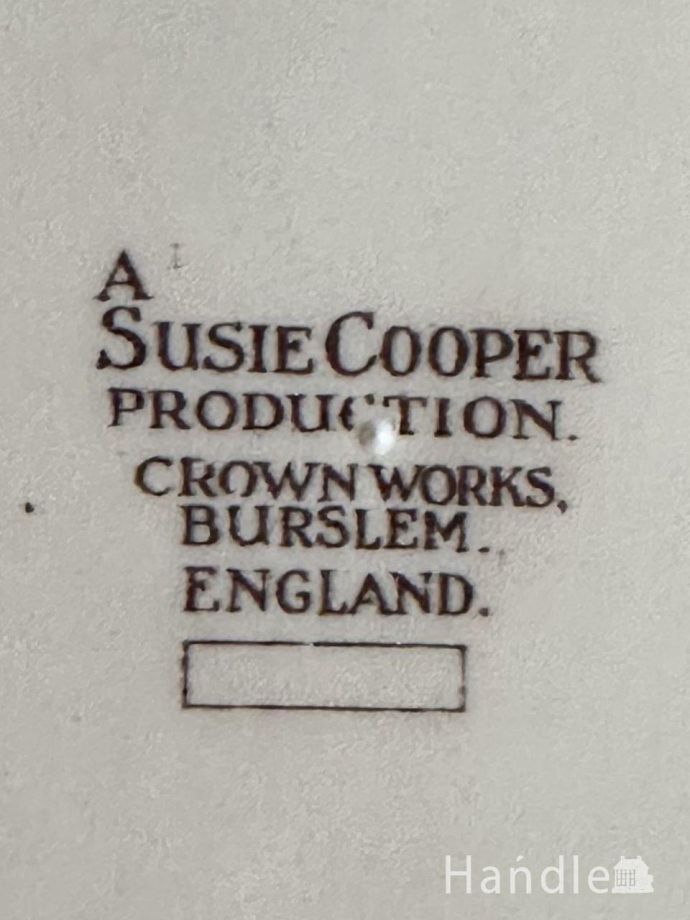 A
SUSIE COOPER
PRODUCTION.
CROWN WORKS,
BURSLEM.
ENGLAND.
Handle